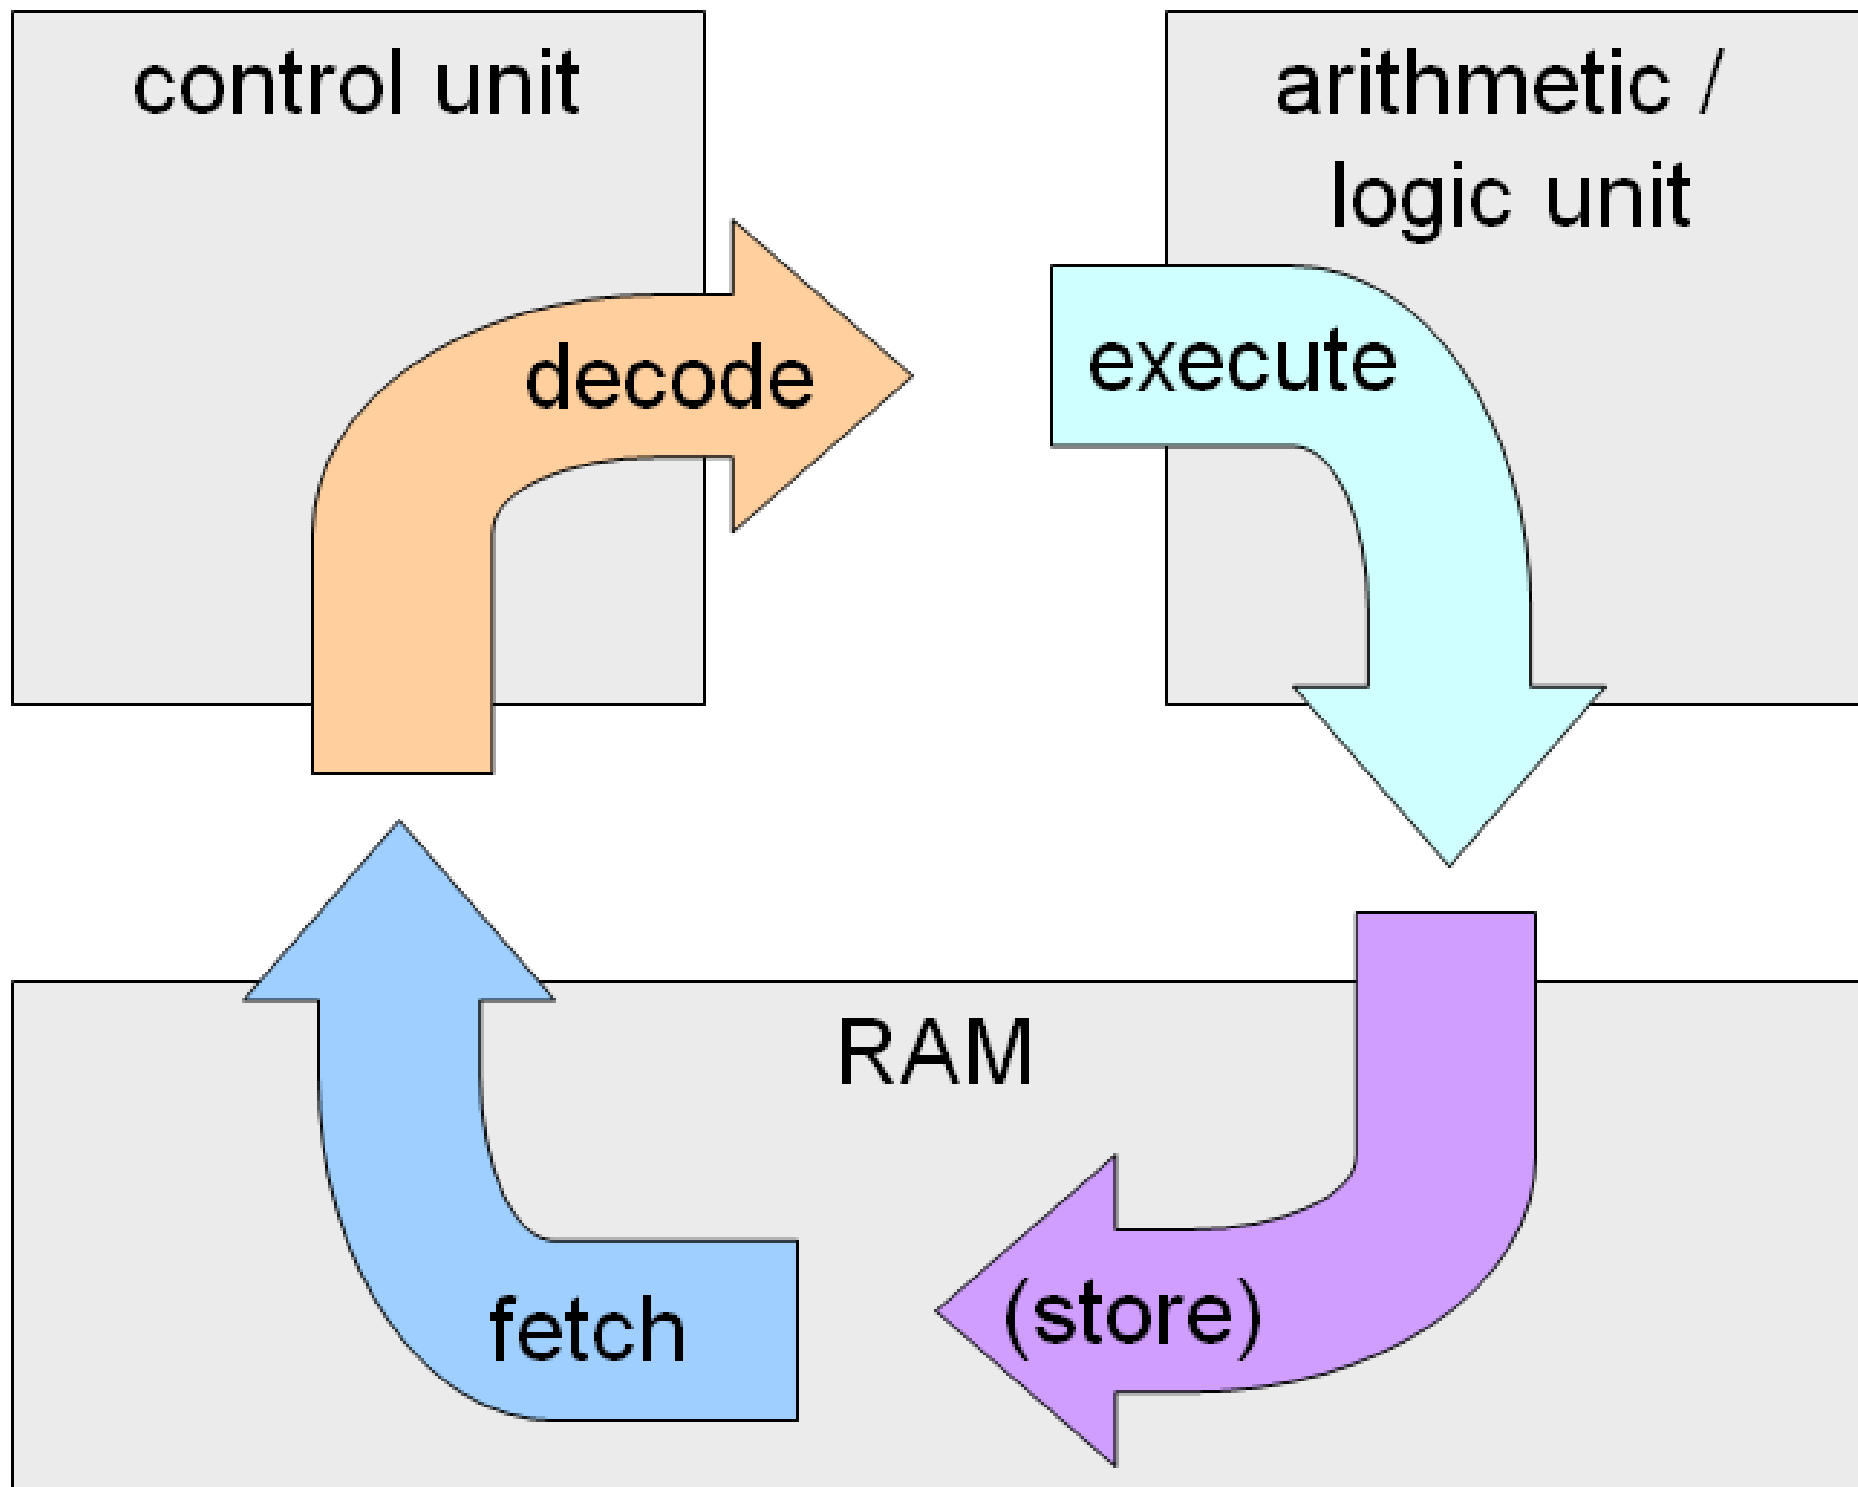 control unit
arithmetic /
logic unit
decode
execute
RAM
fetch
(store)